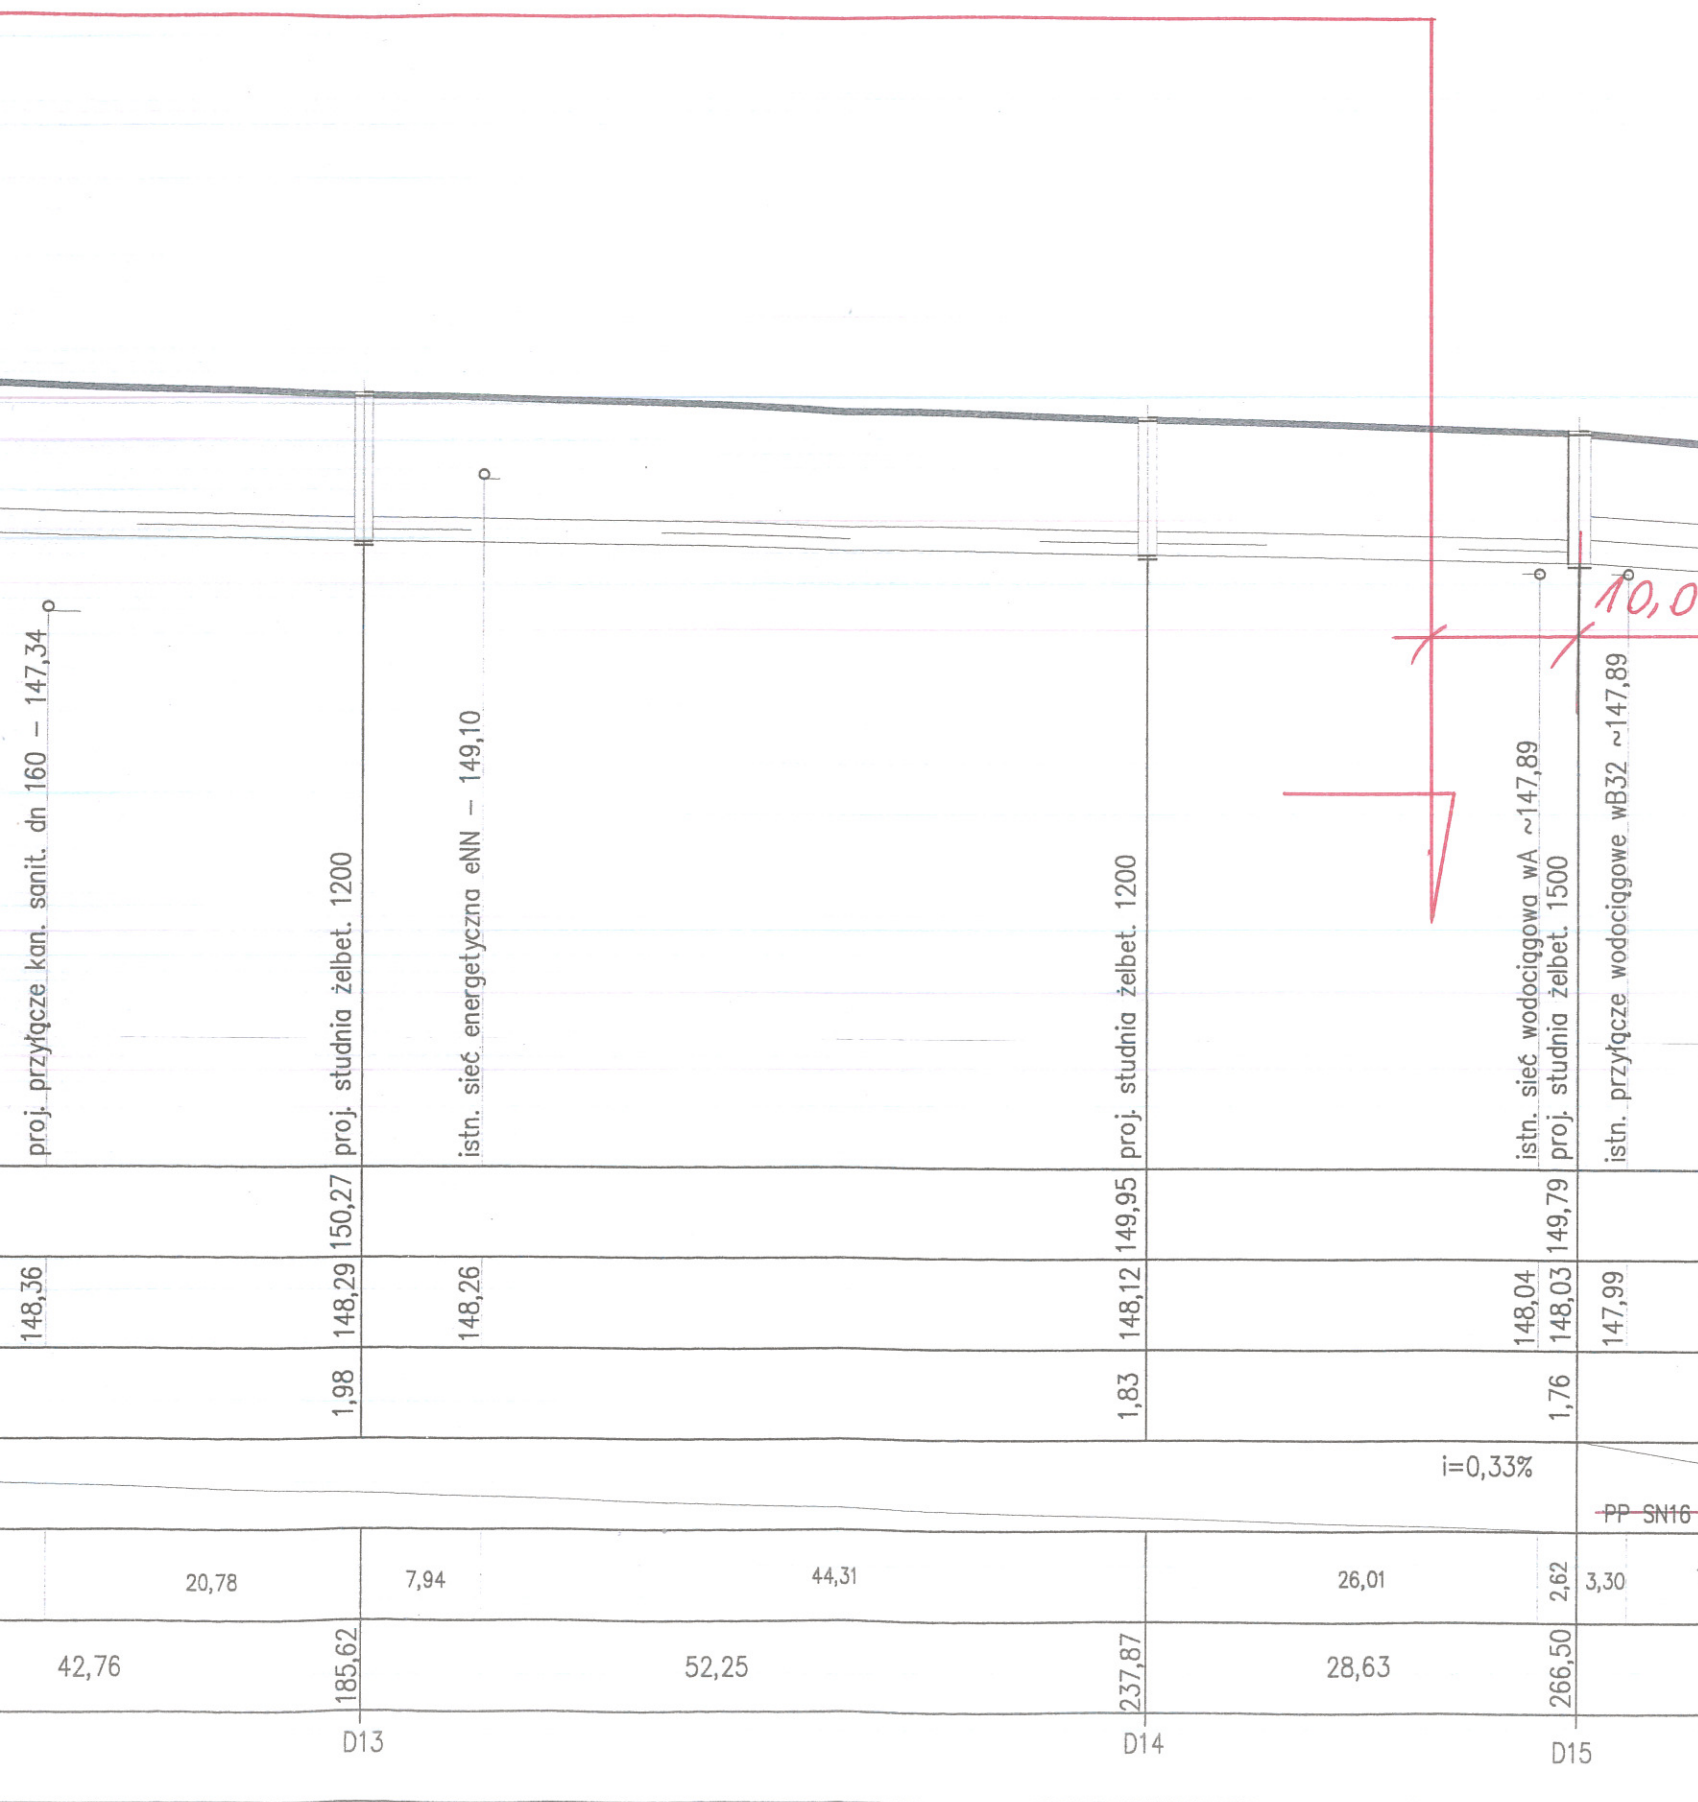 10,0
proj. przyłącze kan. sanit. dn 160 – 147,34
proj. studnia żelbet. 1200
istn. sieć energetyczna eNN – 149,10
proj. studnia żelbet. 1200
istn. sieć wodociągowa wA ~147,89
proj. studnia żelbet. 1500
istn. przyłącze wodociągowe wB32 ~147,89
150,27
149,95
149,79
148,36
148,29
148,26
148,12
148,04
148,03
147,99
1,98
1,83
1,76
i=0,33%
PP SN16
20,78
7,94
44,31
26,01
2,62
3,30
42,76
185,62
52,25
237,87
28,63
266,50
D13
D14
D15